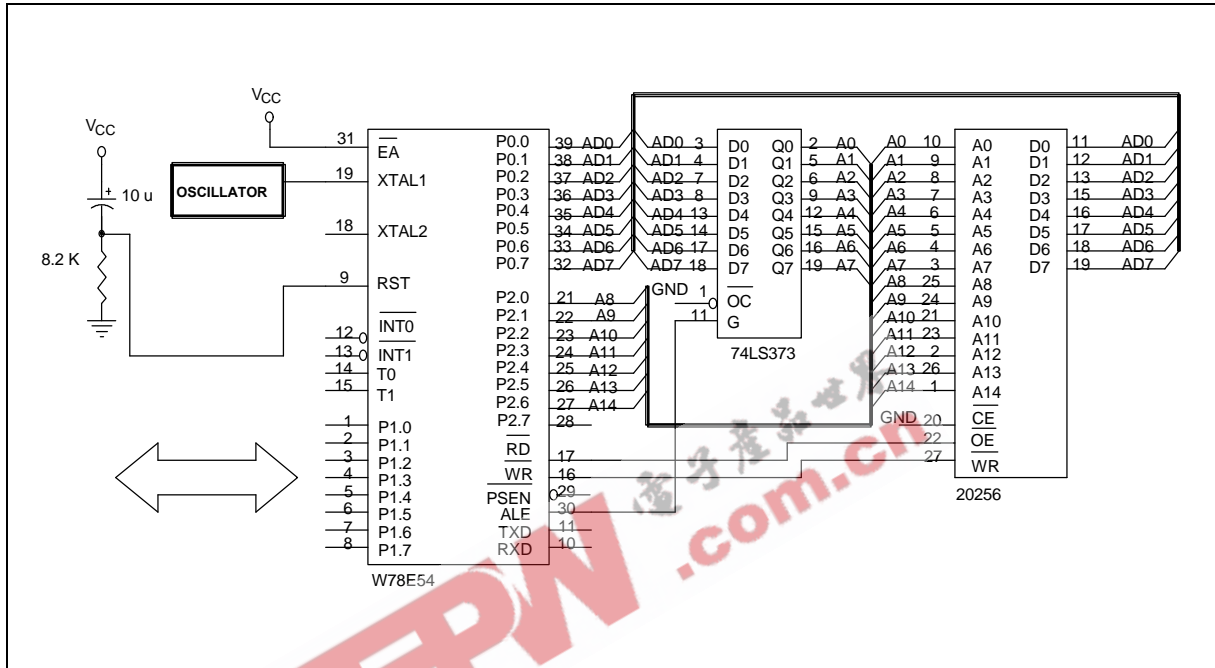 VCC
VCC
10 u
8.2 K
OSCILLATOR
31 EA
19 XTAL1
18 XTAL2
9 RST
12 INT0
13 INT1
14 T0
15 T1
1 P1.0
2 P1.1
3 P1.2
4 P1.3
5 P1.4
6 P1.5
7 P1.6
8 P1.7
P0.0 39 AD0
P0.1 38 AD1
P0.2 37 AD2
P0.3 36 AD3
P0.4 35 AD4
P0.5 34 AD5
P0.6 33 AD6
P0.7 32 AD7
P2.0 21 A8
P2.1 22 A9
P2.2 23 A10
P2.3 24 A11
P2.4 25 A12
P2.5 26 A13
P2.6 27 A14
P2.7 28
RD 17
WR 16
PSEN 29
ALE 30
TXD 11
RXD 10
W78E54
AD0 3 D0 Q0 2 A0
AD1 4 D1 Q1 5 A1
AD2 7 D2 Q2 6 A2
AD3 8 D3 Q3 9 A3
AD4 13 D4 Q4 12 A4
AD5 14 D5 Q5 15 A5
AD6 17 D6 Q6 16 A6
AD7 18 D7 Q7 19 A7
GND 1 OC
11 G
74LS373
A0 10 A0 D0 11 AD0
A1 9 A1 D1 12 AD1
A2 8 A2 D2 13 AD2
A3 7 A3 D3 15 AD3
A4 6 A4 D4 16 AD4
A5 5 A5 D5 17 AD5
A6 4 A6 D6 18 AD6
A7 3 A7 D7 19 AD7
A8 25 A8
A9 24 A9
A10 21 A10
A11 23 A11
A12 2 A12
A13 26 A13
A14 1 A14
GND 20 CE
22 OE
27 WR
20256
電子產品世界
.com.cn